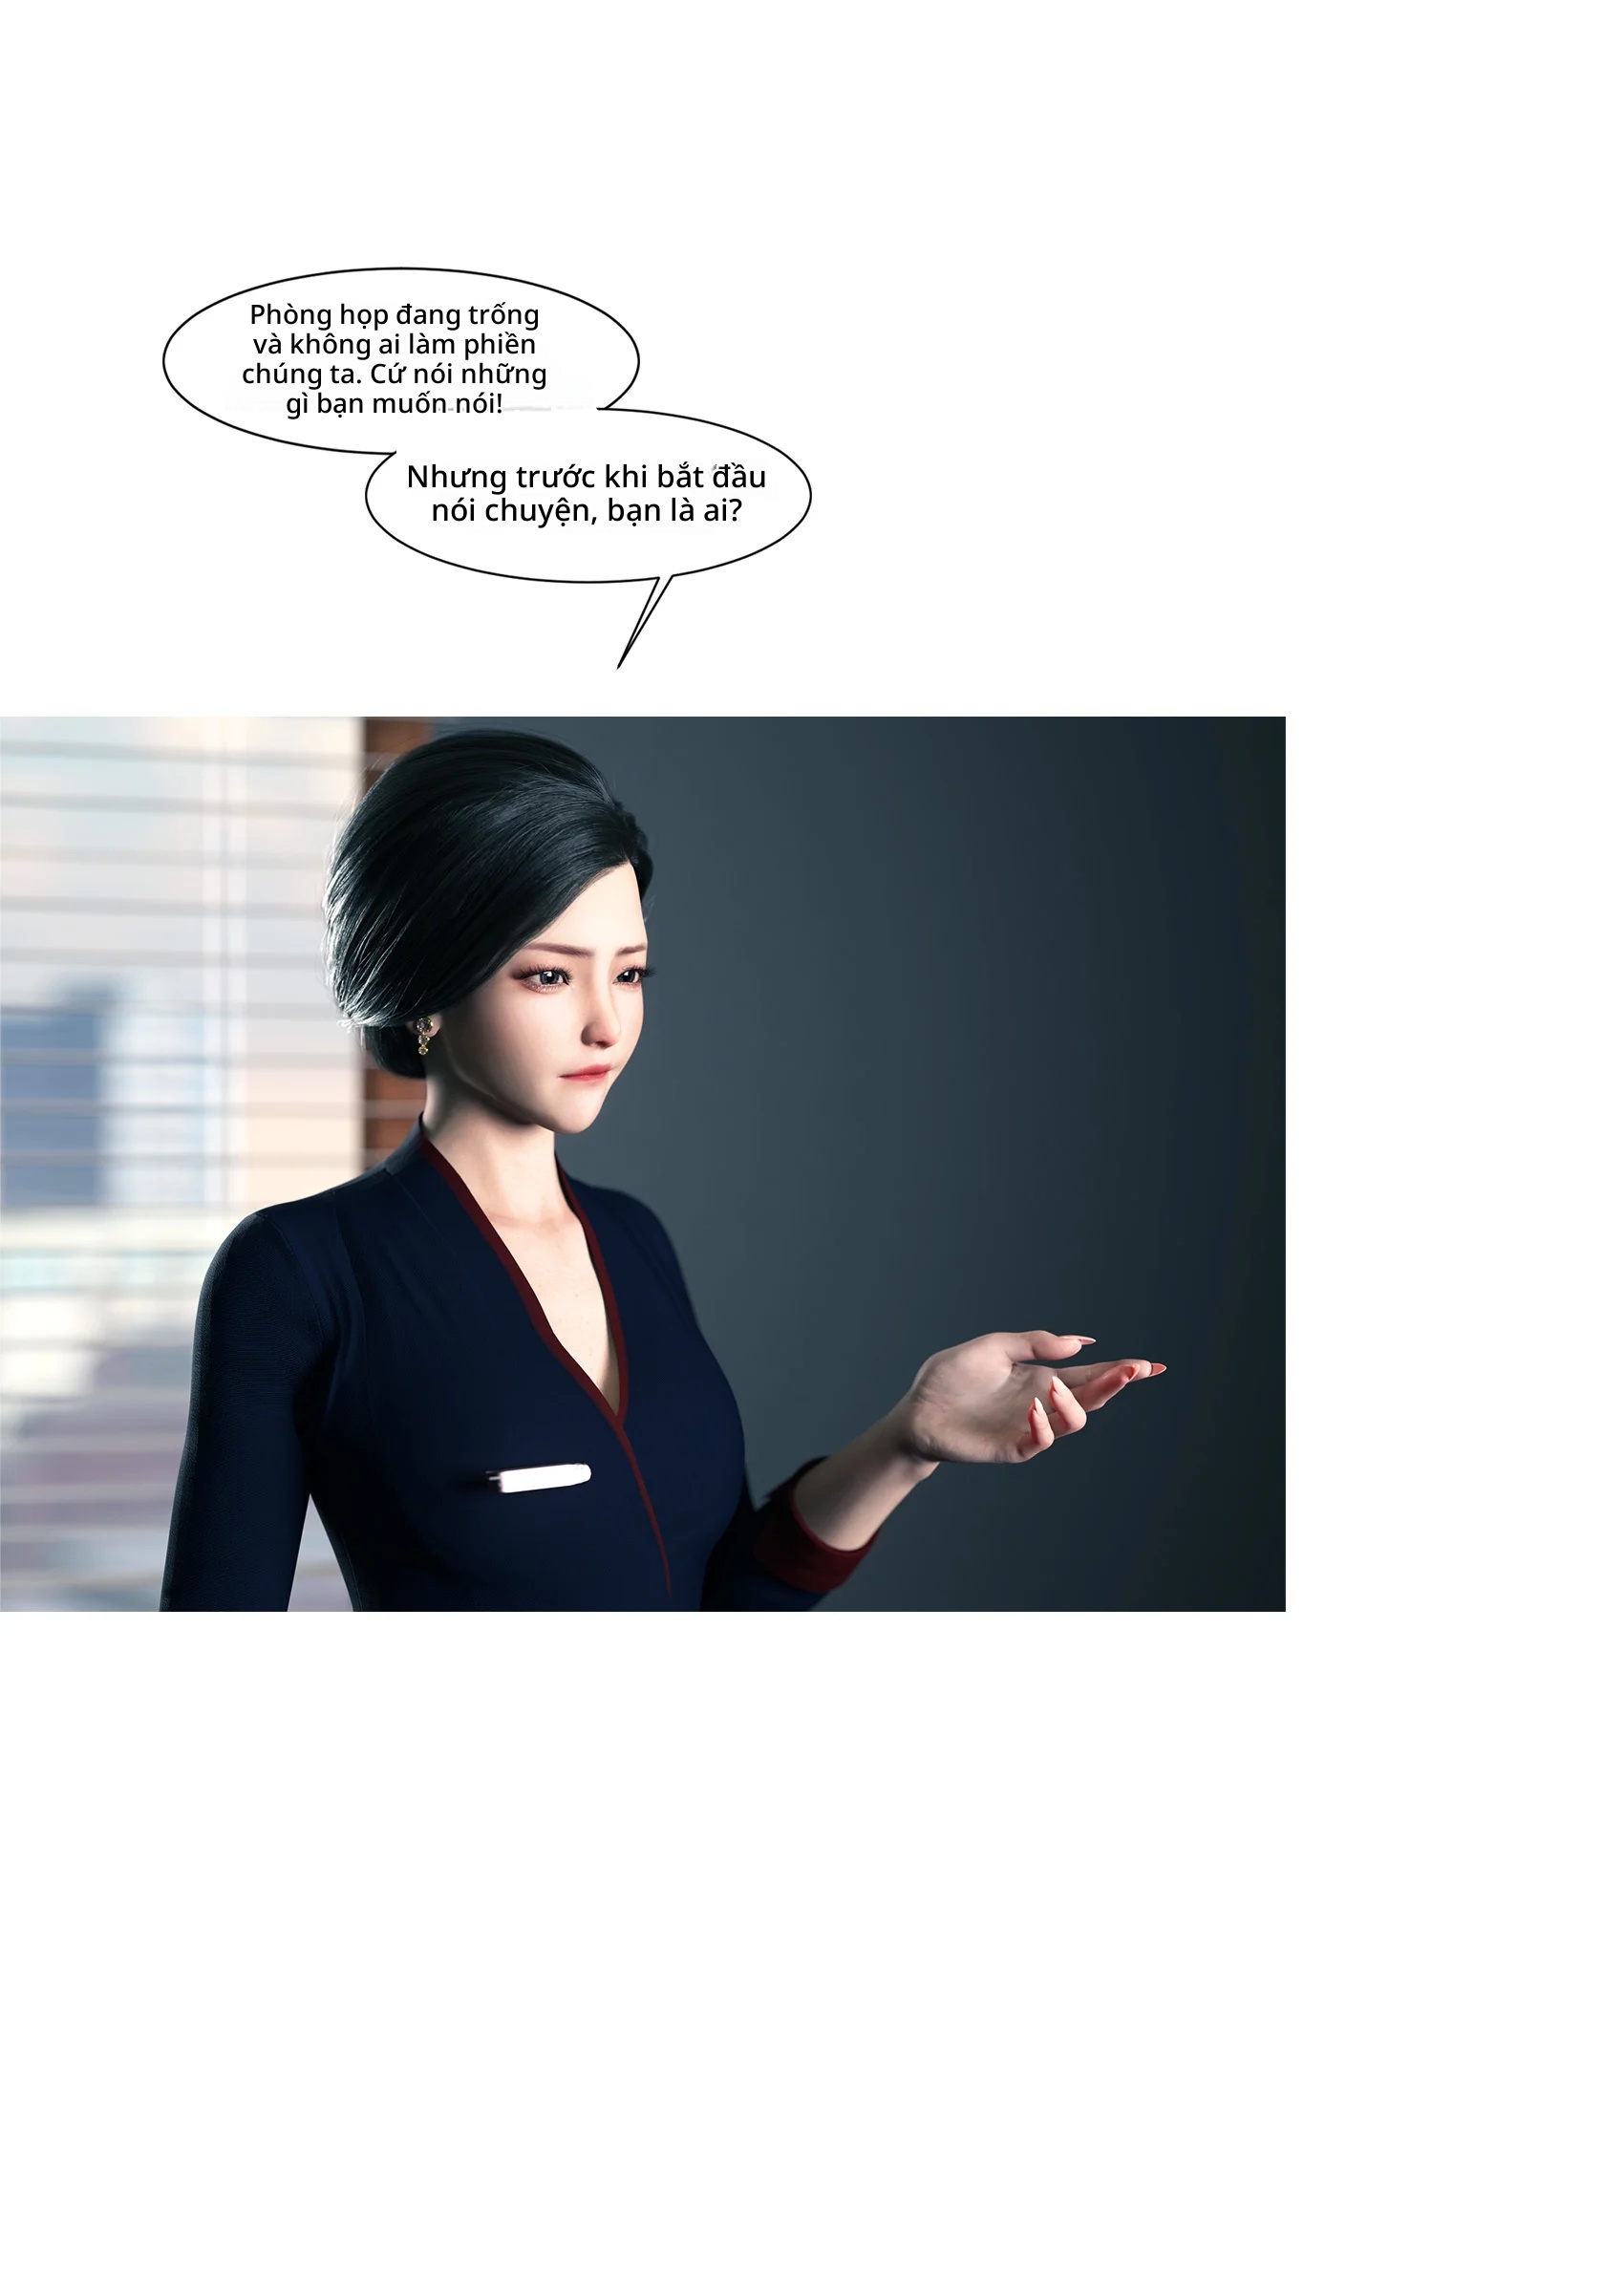 Phòng họp đang trống
và không ai làm phiền
chúng ta. Cứ nói những
gì bạn muốn nói!
Nhưng trước khi bắt đầu
nói chuyện, bạn là ai?